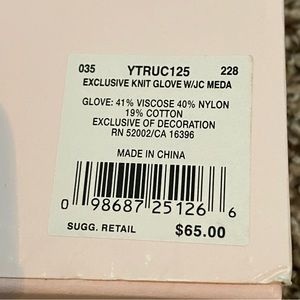 035 YTRUC125 228
EXCLUSIVE KNIT GLOVE W/JC MEDA
GLOVE: 41% VISCOSE 40% NYLON
19% COTTON
EXCLUSIVE OF DECORATION
RN 52002/CA 16396
MADE IN CHINA
0 98687 25126 6
SUGG. RETAIL $65.00